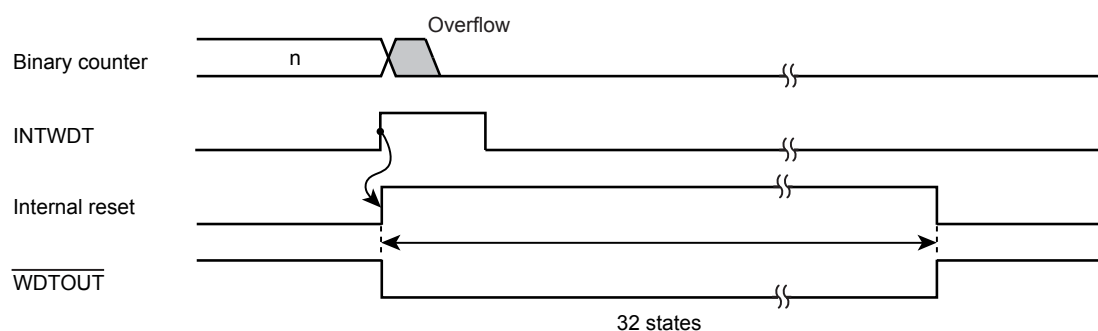 Overflow
Binary counter
n
INTWDT
Internal reset
WDTOUT
32 states